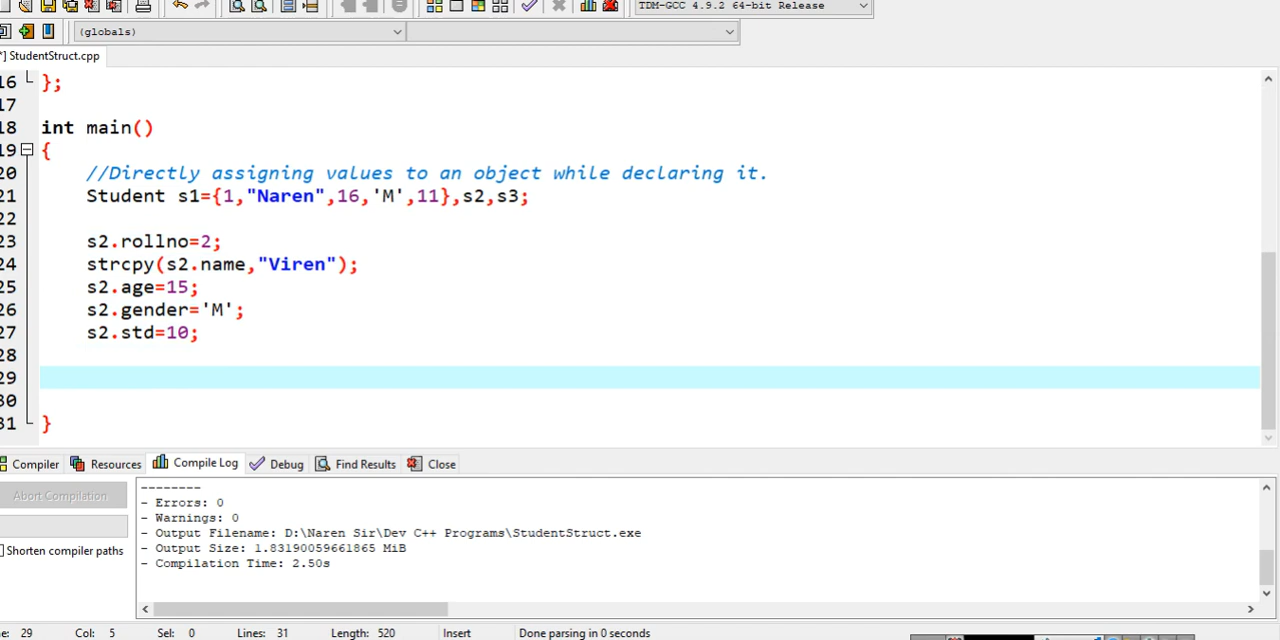 TDM-GCC 4.9.2 64-bit Release
(globals)
StudentStruct.cpp
16 };
17
18 int main()
19 {
20 //Directly assigning values to an object while declaring it.
21 Student s1={1,"Naren",16,'M',11},s2,s3;
22
23 s2.rollno=2;
24 strcpy(s2.name,"Viren");
25 s2.age=15;
26 s2.gender='M';
27 s2.std=10;
28
29
30
31 }
Compiler Resources Compile Log Debug Find Results Close
Abort Compilation
Shorten compiler paths
--------
- Errors: 0
- Warnings: 0
- Output Filename: D:\Naren Sir\Dev C++ Programs\StudentStruct.exe
- Output Size: 1.83190059661865 MiB
- Compilation Time: 2.50s
29 Col: 5 Sel: 0 Lines: 31 Length: 520 Insert Done parsing in 0 seconds